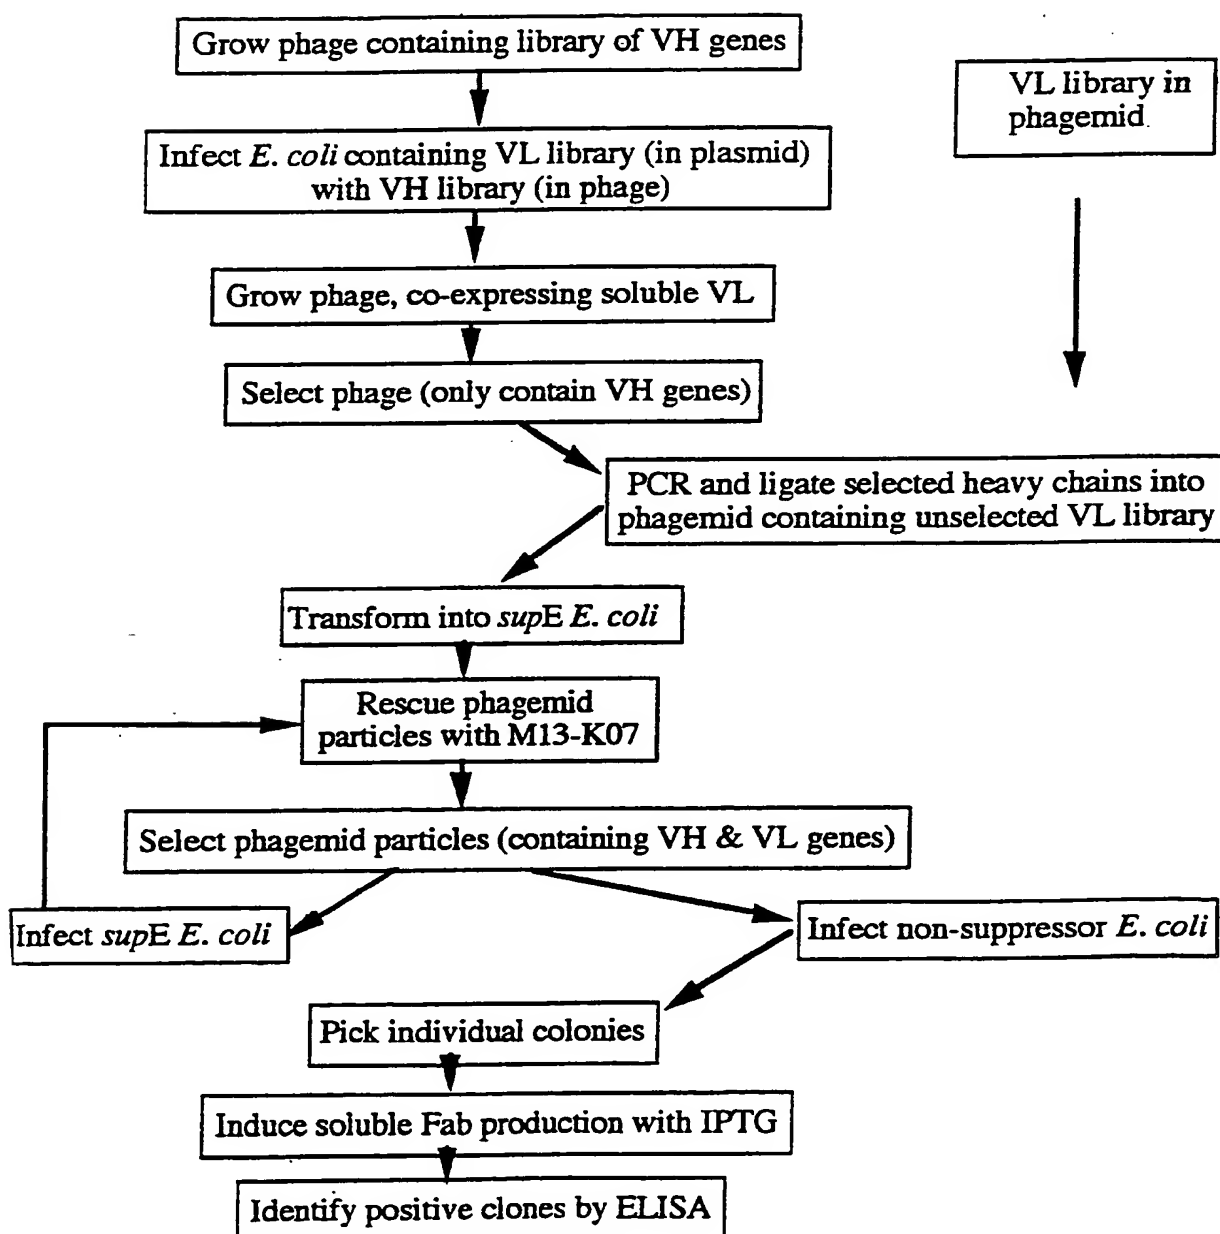 Grow phage containing library of VH genes
VL library in
phagemid.
Infect E. coli containing VL library (in plasmid)
with VH library (in phage)
Grow phage, co-expressing soluble VL
Select phage (only contain VH genes)
PCR and ligate selected heavy chains into
phagemid containing unselected VL library
Transform into supE E. coli
Rescue phagemid
particles with M13-K07
Select phagemid particles (containing VH & VL genes)
Infect supE E. coli
Infect non-suppressor E. coli
Pick individual colonies
Induce soluble Fab production with IPTG
Identify positive clones by ELISA